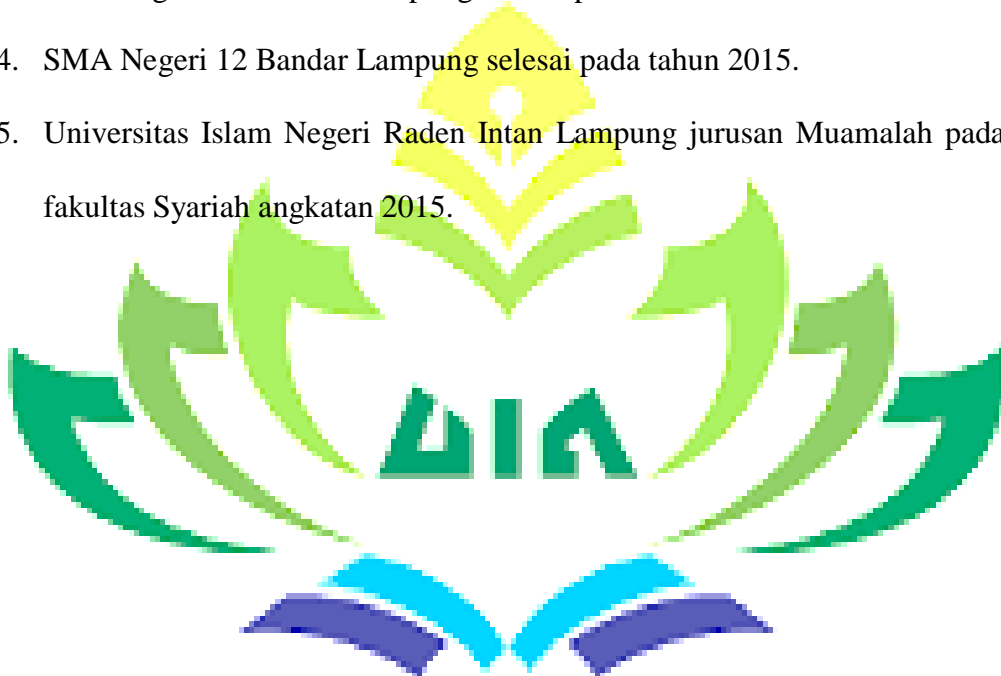 4. SMA Negeri 12 Bandar Lampung selesai pada tahun 2015.
5. Universitas Islam Negeri Raden Intan Lampung jurusan Muamalah pada
fakultas Syariah angkatan 2015.
UIN